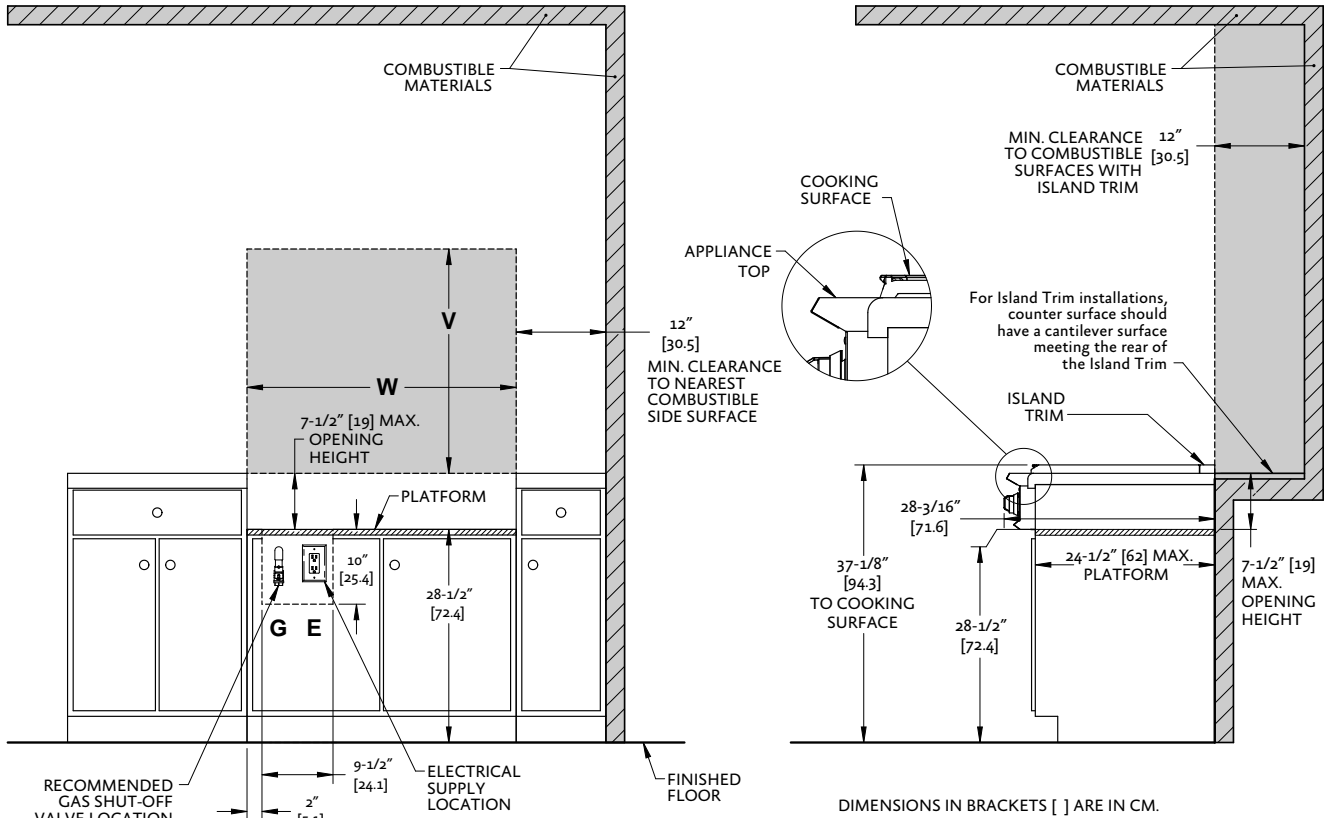 COMBUSTIBLE
MATERIALS
V
W
12"
[30.5]
MIN. CLEARANCE
TO NEAREST
COMBUSTIBLE
SIDE SURFACE
7-1/2" [19] MAX.
OPENING
HEIGHT
PLATFORM
10"
[25.4]
28-1/2"
[72.4]
G E
9-1/2"
[24.1]
2"
[5.1]
RECOMMENDED
GAS SHUT-OFF
VALVE LOCATION
ELECTRICAL
SUPPLY
LOCATION
FINISHED
FLOOR
COMBUSTIBLE
MATERIALS
MIN. CLEARANCE
TO COMBUSTIBLE
SURFACES WITH
ISLAND TRIM
12"
[30.5]
COOKING
SURFACE
APPLIANCE
TOP
For Island Trim installations,
counter surface should
have a cantilever surface
meeting the rear of
the Island Trim
ISLAND
TRIM
28-3/16"
[71.6]
24-1/2" [62] MAX.
PLATFORM
37-1/8"
[94.3]
TO COOKING
SURFACE
28-1/2"
[72.4]
7-1/2" [19]
MAX.
OPENING
HEIGHT
DIMENSIONS IN BRACKETS [ ] ARE IN CM.